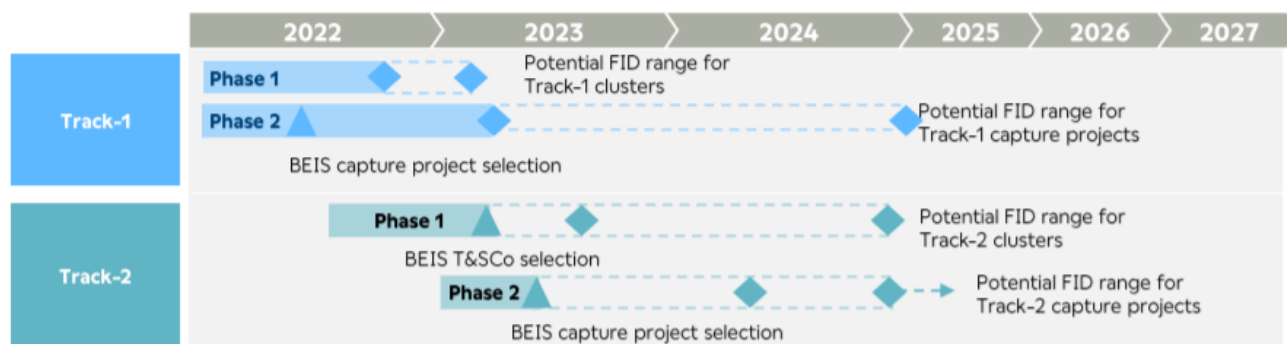 2022 2023 2024 2025 2026 2027
Track-1
Phase 1
Potential FID range for
Track-1 clusters
Phase 2
Potential FID range for
Track-1 capture projects
BEIS capture project selection
Track-2
Phase 1
Potential FID range for
Track-2 clusters
BEIS T&SCo selection
Phase 2
Potential FID range for
Track-2 capture projects
BEIS capture project selection